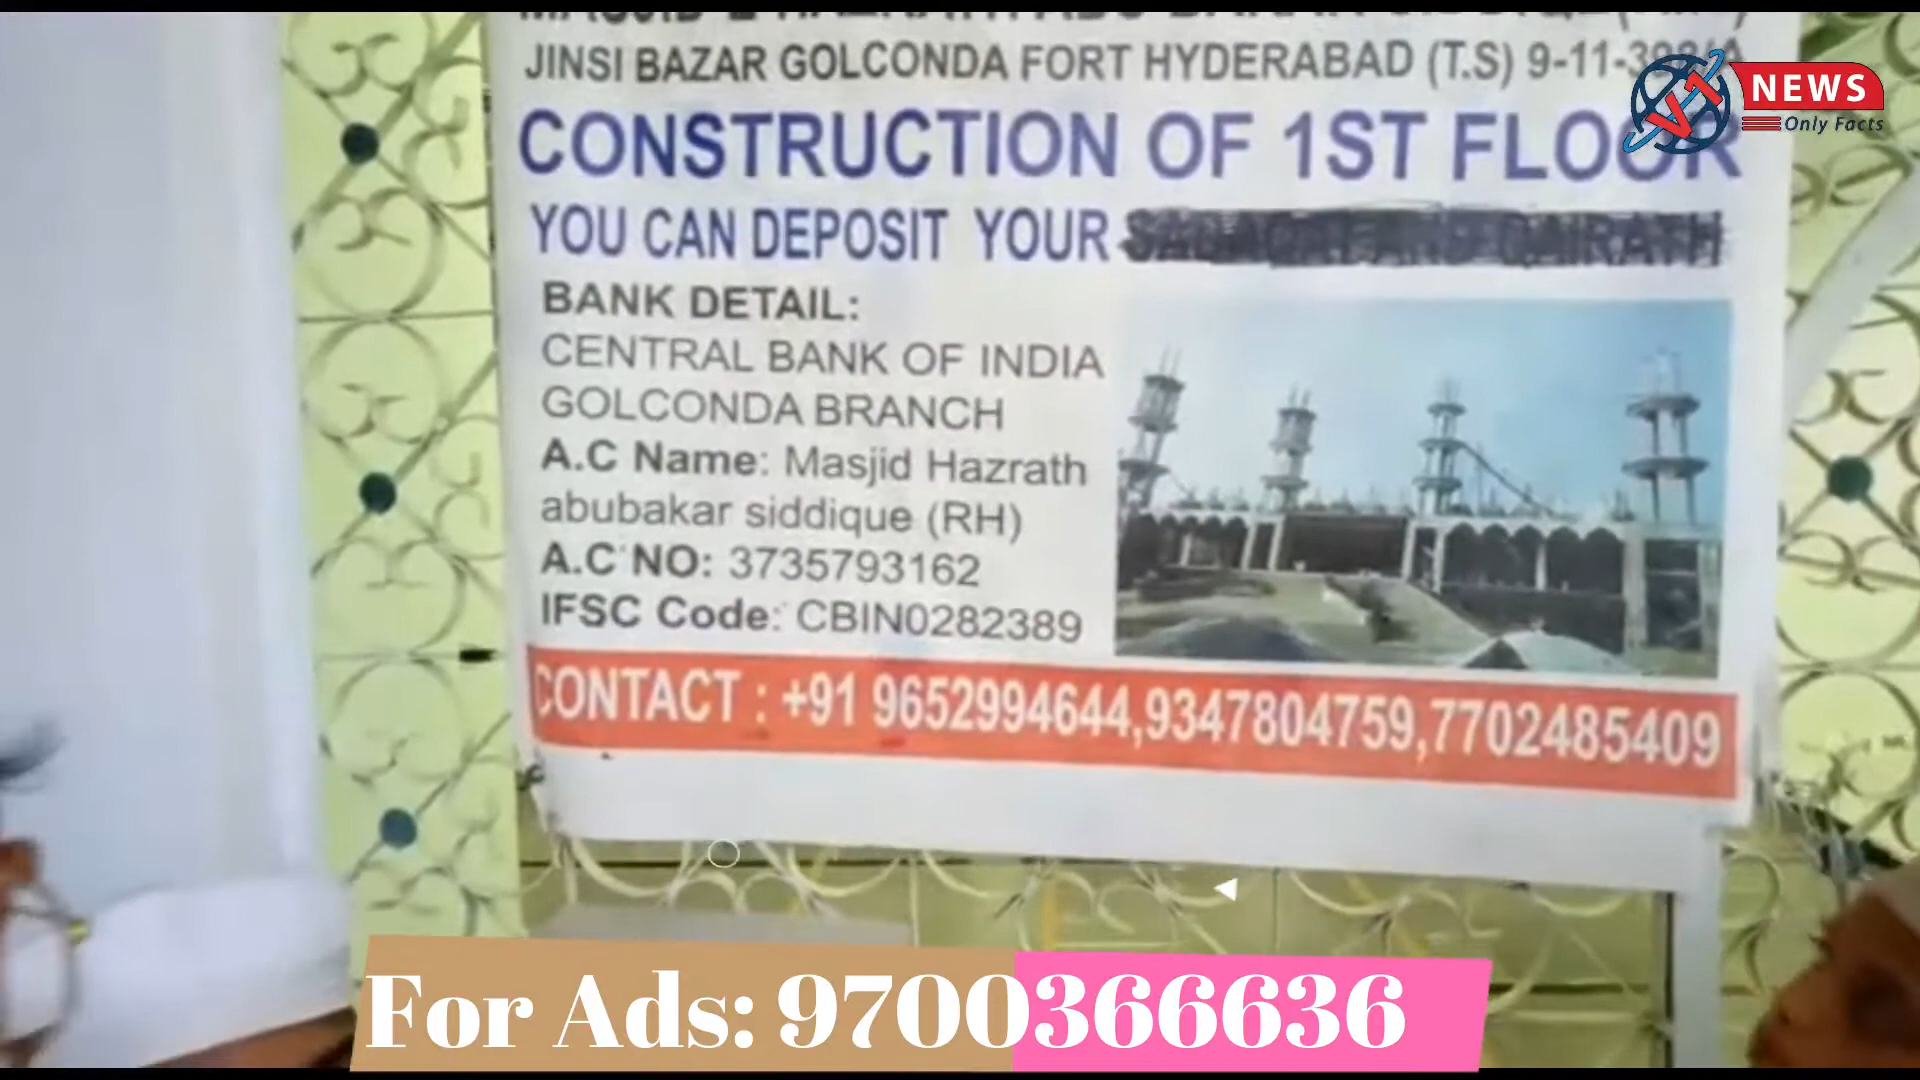 JINSI BAZAR GOLCONDA FORT HYDERABAD (T.S) 9-11-398/A
NEWS
Only Facts
CONSTRUCTION OF 1ST FLOOR
YOU CAN DEPOSIT YOUR
BANK DETAIL:
CENTRAL BANK OF INDIA
GOLCONDA BRANCH
A.C Name: Masjid Hazrath
abubakar siddique (RH)
A.C NO: 3735793162
IFSC Code: CBIN0282389
CONTACT : +91 9652994644,9347804759,7702485409
For Ads: 9700366636